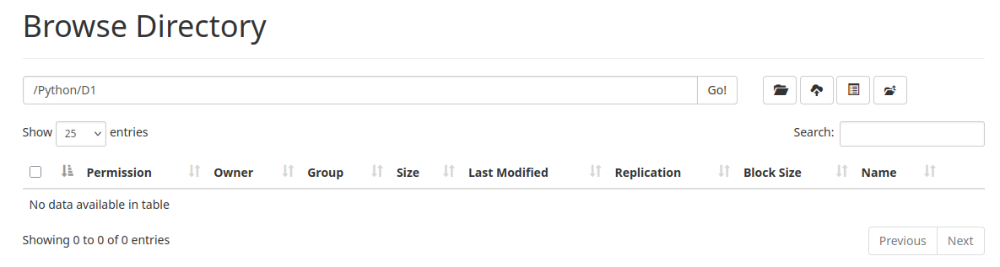 Browse Directory
/Python/D1 Go!
Show 25 entries Search:
Permission Owner Group Size Last Modified Replication Block Size Name
No data available in table
Showing 0 to 0 of 0 entries Previous Next